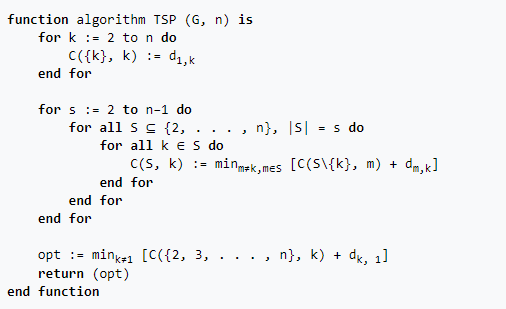 function algorithm TSP (G, n) is
    for k := 2 to n do
        C({k}, k) := d₁,ₖ
    end for

    for s := 2 to n−1 do
        for all S ⊆ {2, . . . , n}, |S| = s do
            for all k ∈ S do
                C(S, k) := minₘ≠ₖ,ₘ∈S [C(S\{k}, m) + dₘ,ₖ]
            end for
        end for
    end for

    opt := minₖ≠₁ [C({2, 3, . . . , n}, k) + dₖ, ₁]
    return (opt)
end function